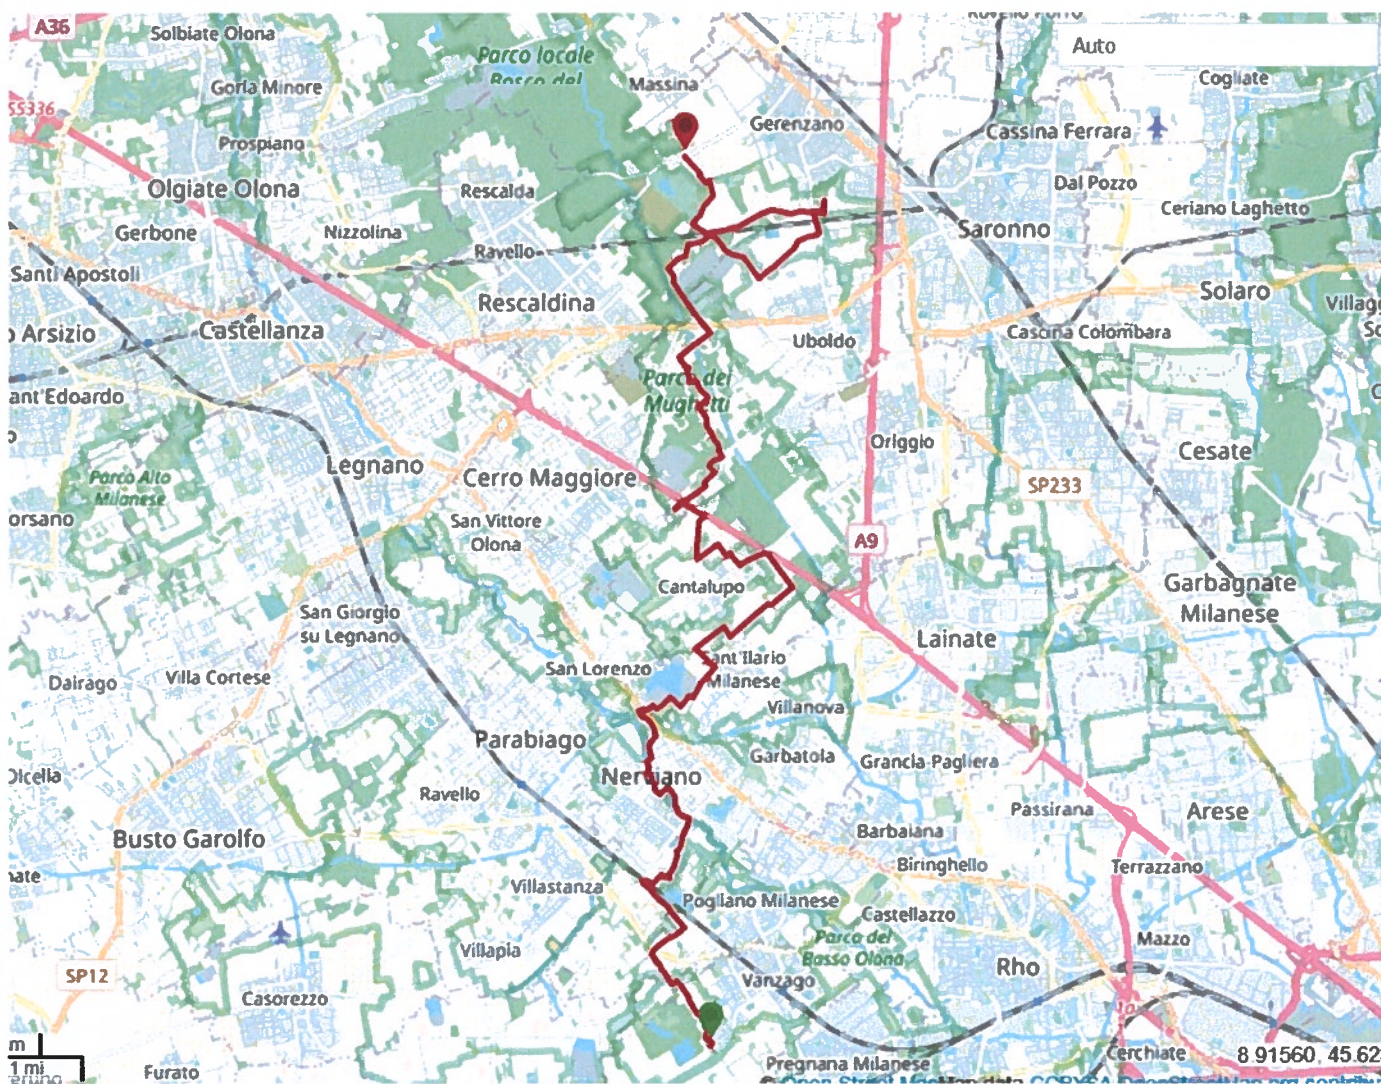 A36
Solbiate Olona
Parco locale
Bosco del
Massina
Auto
Gorla Minore
Cogliate
SS336
Gerenzano
Cassina Ferrara
Prospiano
Olgiate Olona
Rescalda
Dal Pozzo
Ceriano Laghetto
Gerbone
Nizzolina
Saronno
Ravello
Santi Apostoli
Rescaldina
Solaro
Arsizio
Castellanza
Uboldo
Cascina Colombara
Parco dei
Mughetti
ant'Edoardo
Origgio
Cesate
Legnano
Cerro Maggiore
Parco Alto
Milanese
SP233
orsano
San Vittore
Olona
A9
Cantalupo
Garbagnate
Milanese
San Giorgio
su Legnano
Lainate
San Lorenzo
ant'Ilario
Milanese
Dairago
Villa Cortese
Villanova
Parabiago
Garbatola
Grancia-Pagliera
Nerviano
Olcella
Ravello
Passirana
Arese
Busto Garolfo
Barbaiana
Biringhello
Terrazzano
nate
Villastanza
Pogliano Milanese
Castellazzo
Parco del
Basso Olona
Mazzo
Villapia
Rho
SP12
Vanzago
Casorezzo
m
1 mi
Furato
Pregnana Milanese
Cerchiate
8.91560, 45.62